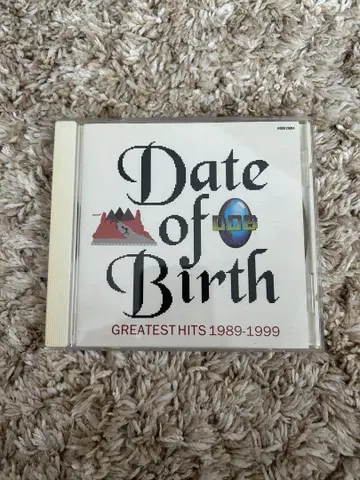 Date
of
Birth
GREATEST HITS 1989-1999